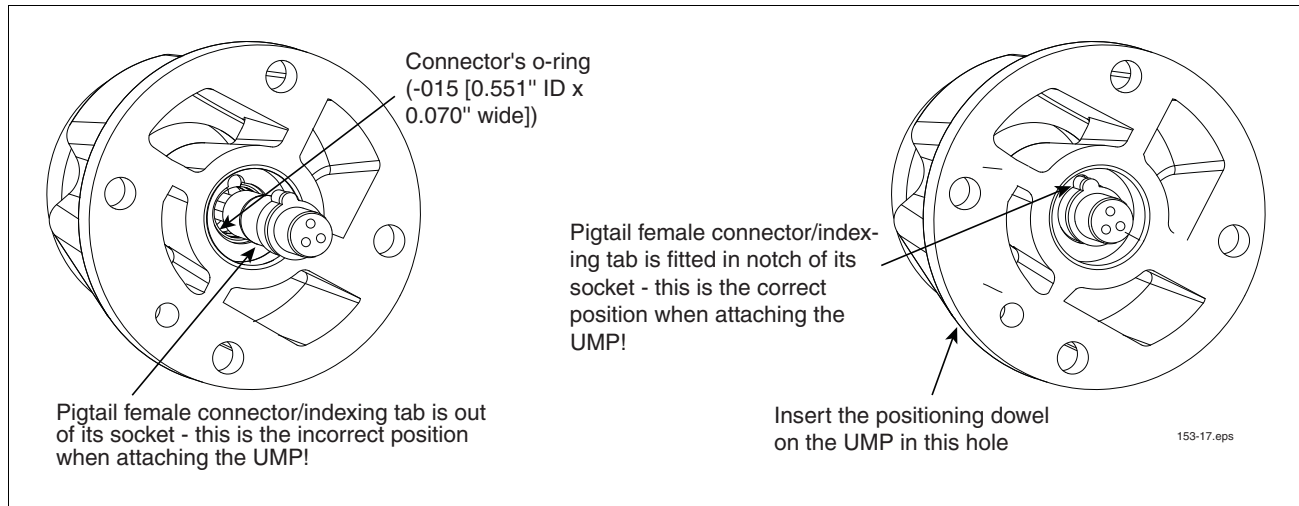 Connector's o-ring
(-015 [0.551" ID x
0.070" wide])
Pigtail female connector/indexing tab is out
of its socket - this is the incorrect position
when attaching the UMP!
Pigtail female connector/index-
ing tab is fitted in notch of its
socket - this is the correct
position when attaching the
UMP!
Insert the positioning dowel
on the UMP in this hole
153-17.eps